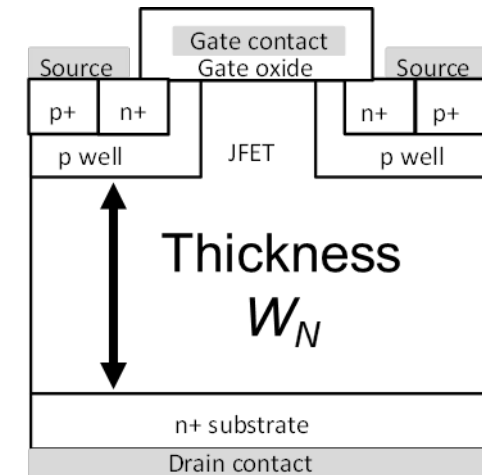 Gate contact
Source Gate oxide Source
p+ n+ n+ p+
p well JFET p well
Thickness
W_N
n+ substrate
Drain contact